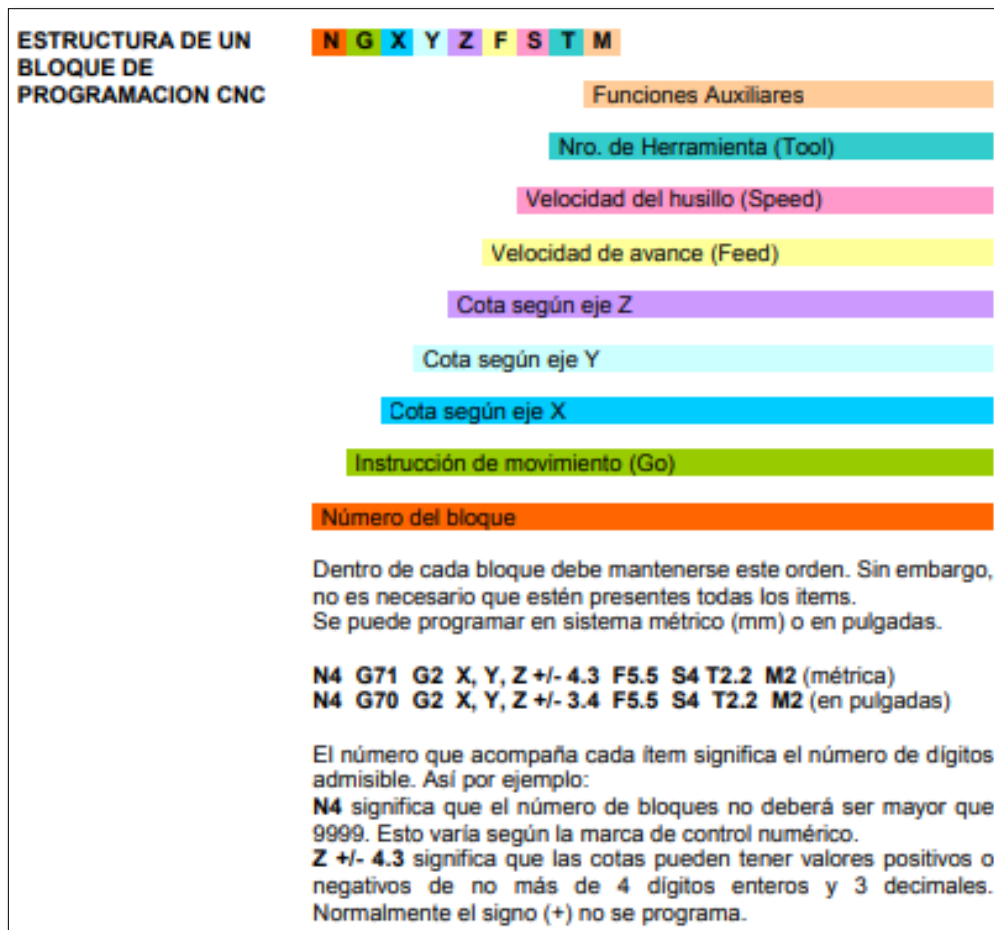 ESTRUCTURA DE UN
BLOQUE DE
PROGRAMACION CNC
N G X Y Z F S T M
Funciones Auxiliares
Nro. de Herramienta (Tool)
Velocidad del husillo (Speed)
Velocidad de avance (Feed)
Cota según eje Z
Cota según eje Y
Cota según eje X
Instrucción de movimiento (Go)
Número del bloque
Dentro de cada bloque debe mantenerse este orden. Sin embargo,
no es necesario que estén presentes todas los items.
Se puede programar en sistema métrico (mm) o en pulgadas.
N4 G71 G2 X, Y, Z +/- 4.3 F5.5 S4 T2.2 M2 (métrica)
N4 G70 G2 X, Y, Z +/- 3.4 F5.5 S4 T2.2 M2 (en pulgadas)
El número que acompaña cada ítem significa el número de dígitos
admisible. Así por ejemplo:
N4 significa que el número de bloques no deberá ser mayor que
9999. Esto varía según la marca de control numérico.
Z +/- 4.3 significa que las cotas pueden tener valores positivos o
negativos de no más de 4 dígitos enteros y 3 decimales.
Normalmente el signo (+) no se programa.